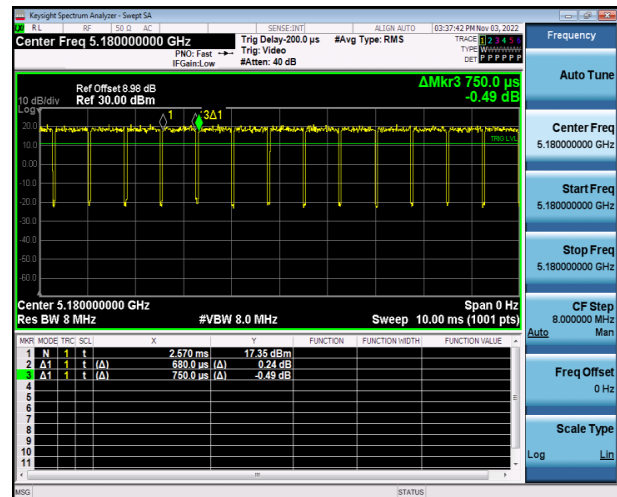 Keysight Spectrum Analyzer - Swept SA
RL RF 50 Ω AC SENSE:INT ALIGN AUTO 03:37:42 PM Nov 03, 2022
Center Freq 5.180000000 GHz
PNO: Fast
IFGain:Low
Trig Delay-200.0 µs
Trig: Video
#Atten: 40 dB
#Avg Type: RMS
TRACE 1 2 3 4 5 6
TYPE WWWWWW
DET P P P P P P
Ref Offset 8.98 dB
10 dB/div Ref 30.00 dBm
ΔMkr3 750.0 µs
-0.49 dB
Log
20.0
10.0
0.00
-10.0
-20.0
-30.0
-40.0
-50.0
-60.0
1
3Δ1
TRIG LVL
Center 5.180000000 GHz Span 0 Hz
Res BW 8 MHz #VBW 8.0 MHz Sweep 10.00 ms (1001 pts)
MKR MODE TRC SCL X Y FUNCTION FUNCTION WIDTH FUNCTION VALUE
1 N 1 t 2.570 ms 17.35 dBm
2 Δ1 1 t (Δ) 680.0 µs (Δ) 0.24 dB
3 Δ1 1 t (Δ) 750.0 µs (Δ) -0.49 dB
4
5
6
7
8
9
10
11
MSG STATUS
Frequency
Auto Tune
Center Freq
5.180000000 GHz
Start Freq
5.180000000 GHz
Stop Freq
5.180000000 GHz
CF Step
8.000000 MHz
Auto Man
Freq Offset
0 Hz
Scale Type
Log Lin